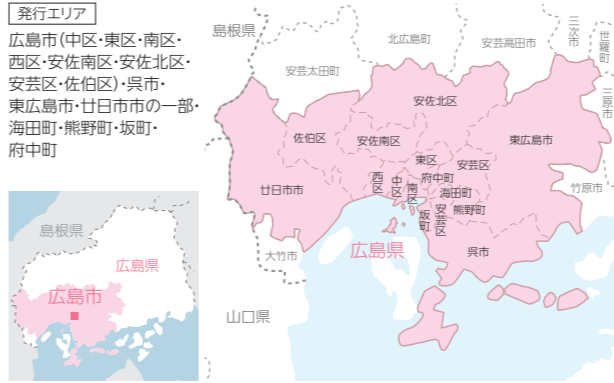 発行エリア
広島市(中区・東区・南区・
西区・安佐南区・安佐北区・
安芸区・佐伯区)・呉市・
東広島市・廿日市市の一部・
海田町・熊野町・坂町・
府中町
島根県
北広島町
安芸高田市
三次市
世羅町
安芸太田町
三原市
安佐北区
佐伯区
安佐南区
東広島市
東区
安芸区
西区
中区
南区
府中町
廿日市市
海田町
竹原市
坂町
安芸区
熊野町
大竹市
広島県
呉市
山口県
島根県
広島県
広島市